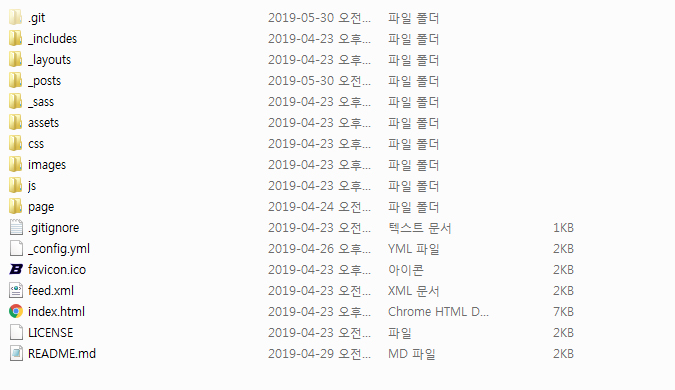 .git 2019-05-30 오전... 파일 폴더
_includes 2019-04-23 오후... 파일 폴더
_layouts 2019-04-23 오후... 파일 폴더
_posts 2019-05-30 오전... 파일 폴더
_sass 2019-04-23 오후... 파일 폴더
assets 2019-04-23 오후... 파일 폴더
css 2019-04-23 오후... 파일 폴더
images 2019-04-23 오후... 파일 폴더
js 2019-04-23 오후... 파일 폴더
page 2019-04-24 오전... 파일 폴더
.gitignore 2019-04-23 오전... 텍스트 문서 1KB
_config.yml 2019-04-26 오후... YML 파일 2KB
favicon.ico 2019-04-23 오후... 아이콘 2KB
feed.xml 2019-04-23 오전... XML 문서 2KB
index.html 2019-04-23 오후... Chrome HTML D... 7KB
LICENSE 2019-04-23 오전... 파일 2KB
README.md 2019-04-29 오전... MD 파일 2KB